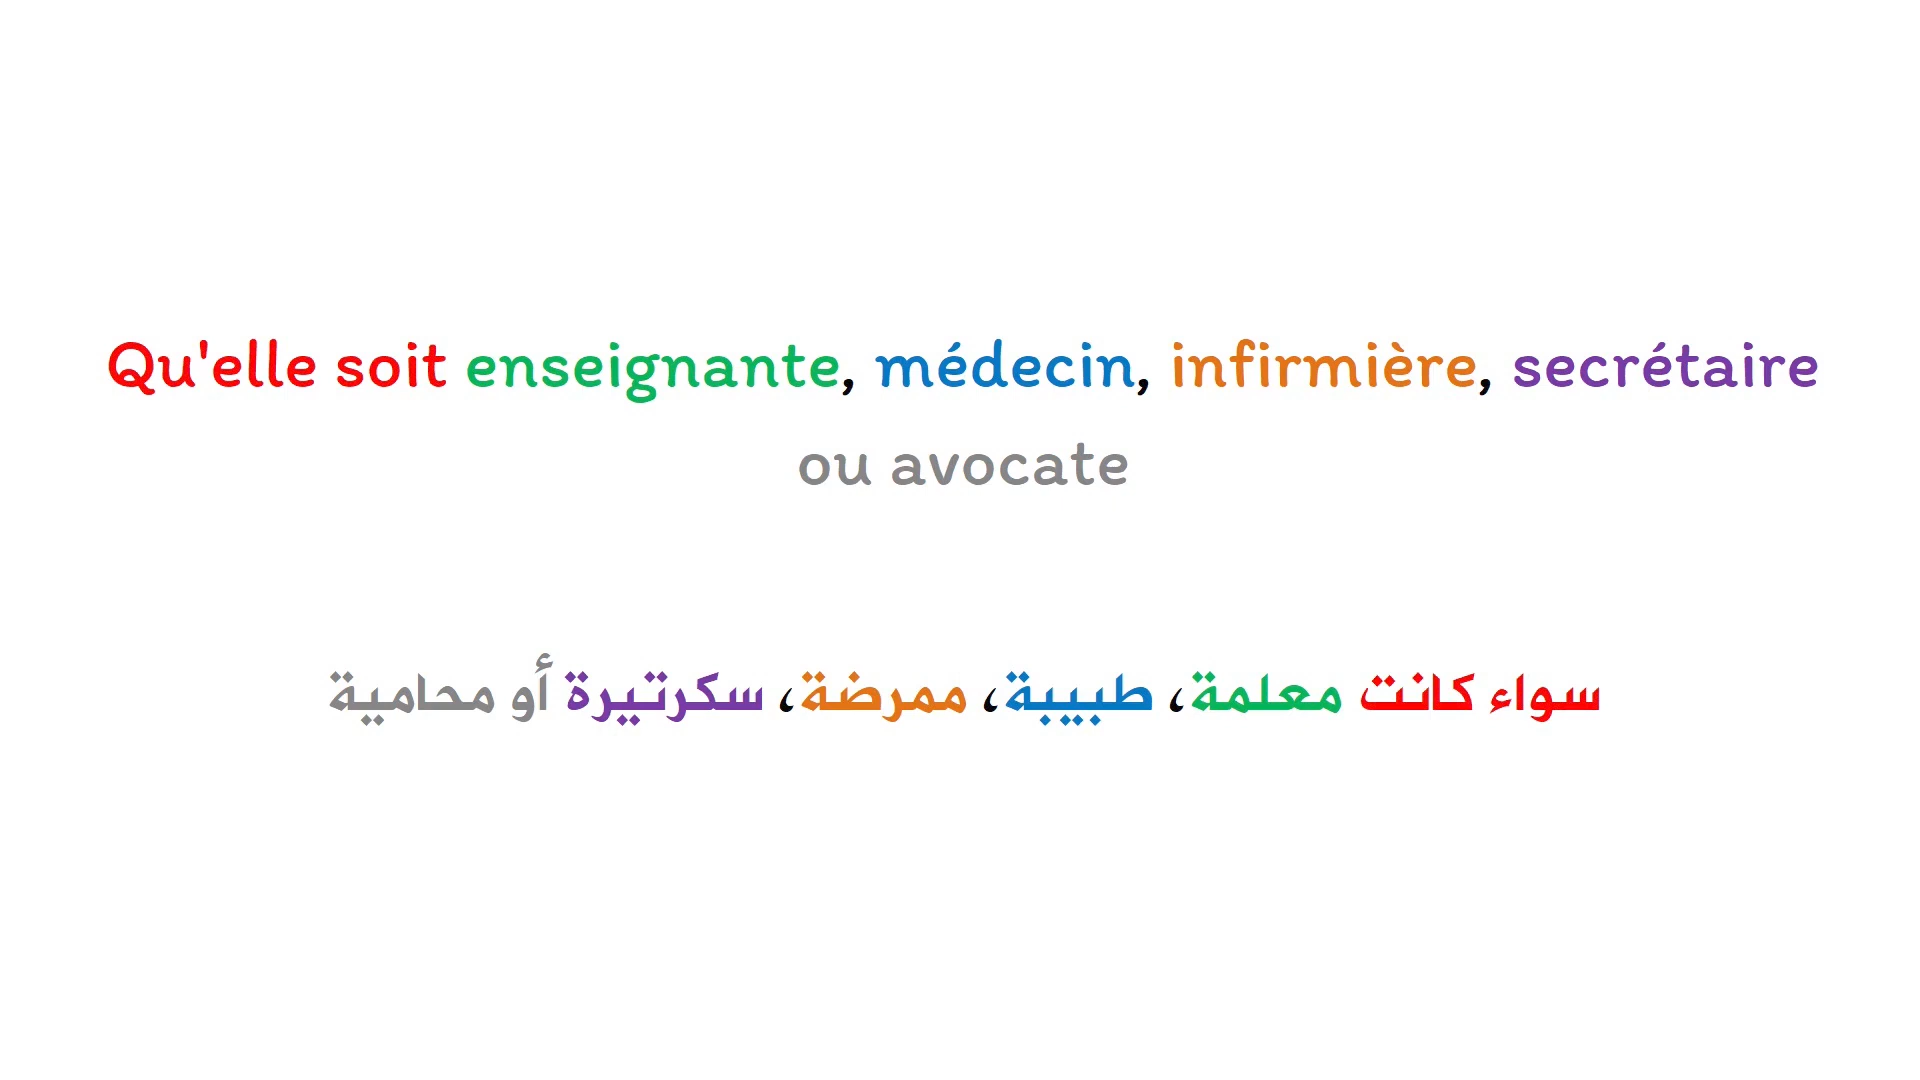 Qu'elle soit enseignante, médecin, infirmière, secrétaire
ou avocate
سواء كانت معلمة، طبيبة، ممرضة، سكرتيرة أو محامية